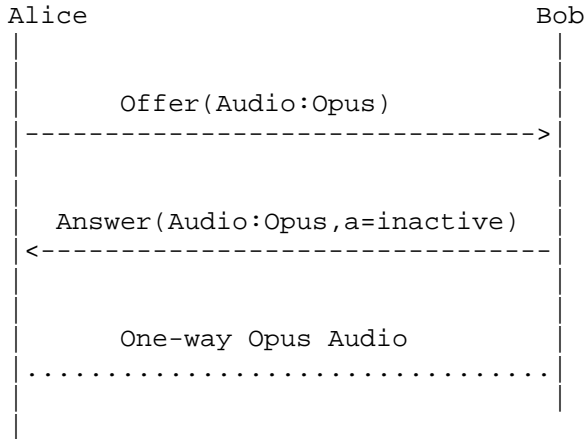 Alice Bob
Offer(Audio:Opus)
Answer(Audio:Opus,a=inactive)
One-way Opus Audio